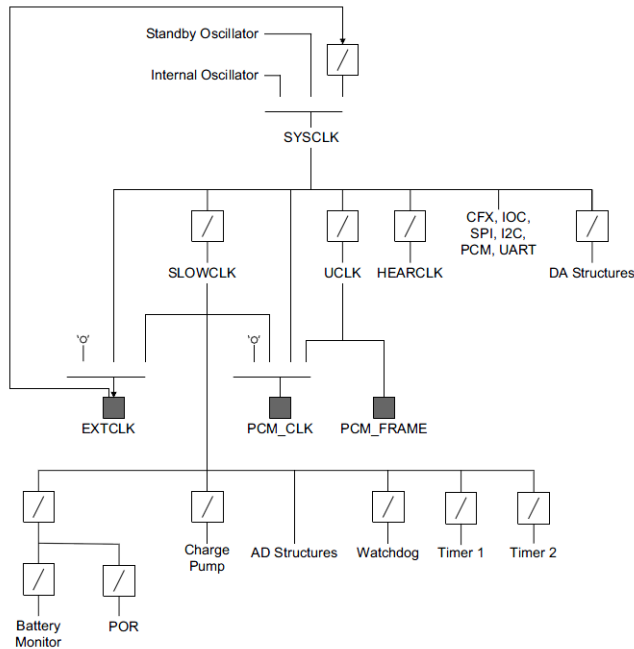 Standby Oscillator
Internal Oscillator
SYSCLK
CFX, IOC,
SPI, I2C,
PCM, UART
SLOWCLK
UCLK
HEARCLK
DA Structures
'0'
'0'
EXTCLK
PCM_CLK
PCM_FRAME
Charge
Pump
AD Structures
Watchdog
Timer 1
Timer 2
Battery
Monitor
POR